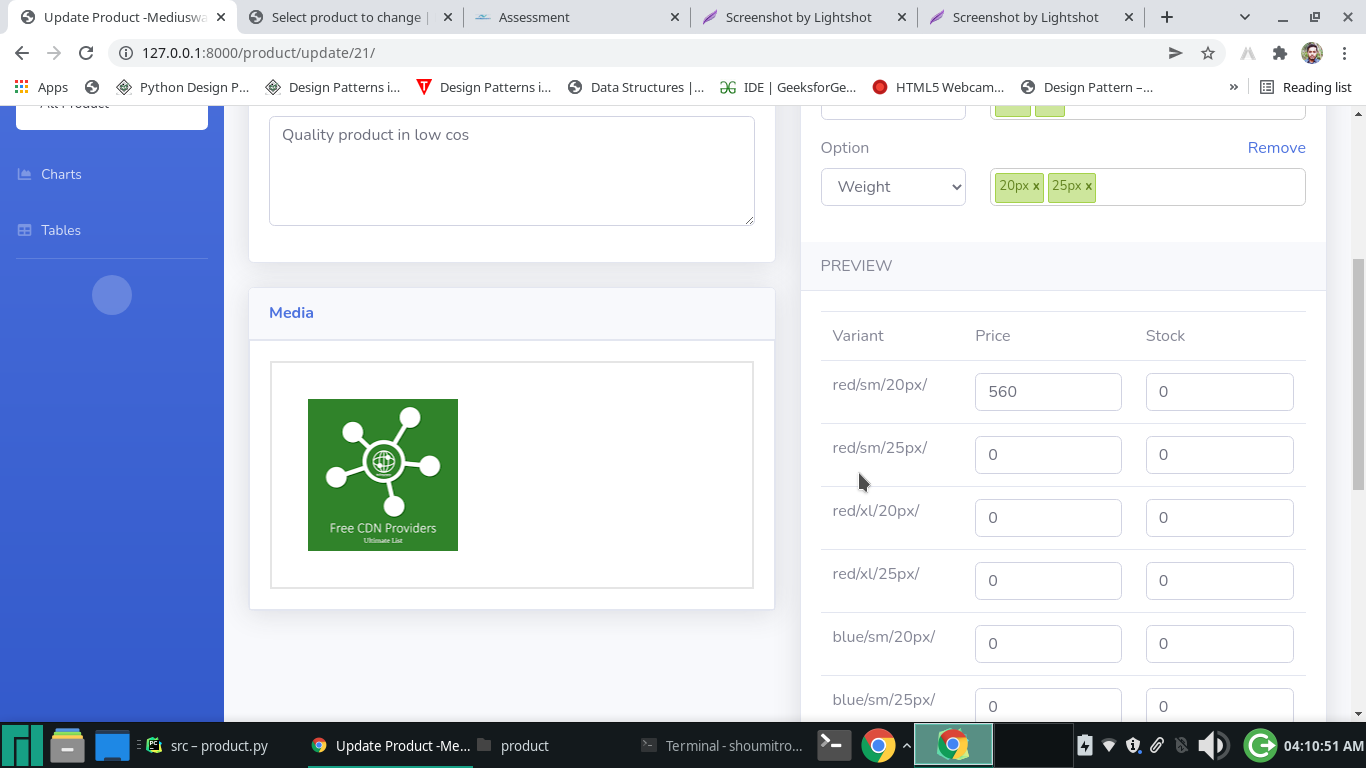 Update Product -Mediuswa
Select product to change |
Assessment
Screenshot by Lightshot
Screenshot by Lightshot
127.0.0.1:8000/product/update/21/
Apps
Python Design P...
Design Patterns i...
Design Patterns i...
Data Structures |...
IDE | GeeksforGe...
HTML5 Webcam...
Design Pattern –...
»
Reading list
All Product
Charts
Tables
Quality product in low cos
Media
Free CDN Providers
Ultimate List
Option
Remove
Weight
20px x
25px x
PREVIEW
Variant Price Stock
red/sm/20px/ 560 0
red/sm/25px/ 0 0
red/xl/20px/ 0 0
red/xl/25px/ 0 0
blue/sm/20px/ 0 0
blue/sm/25px/ 0 0
src – product.py
Update Product -Me...
product
Terminal - shoumitro...
04:10:51 AM